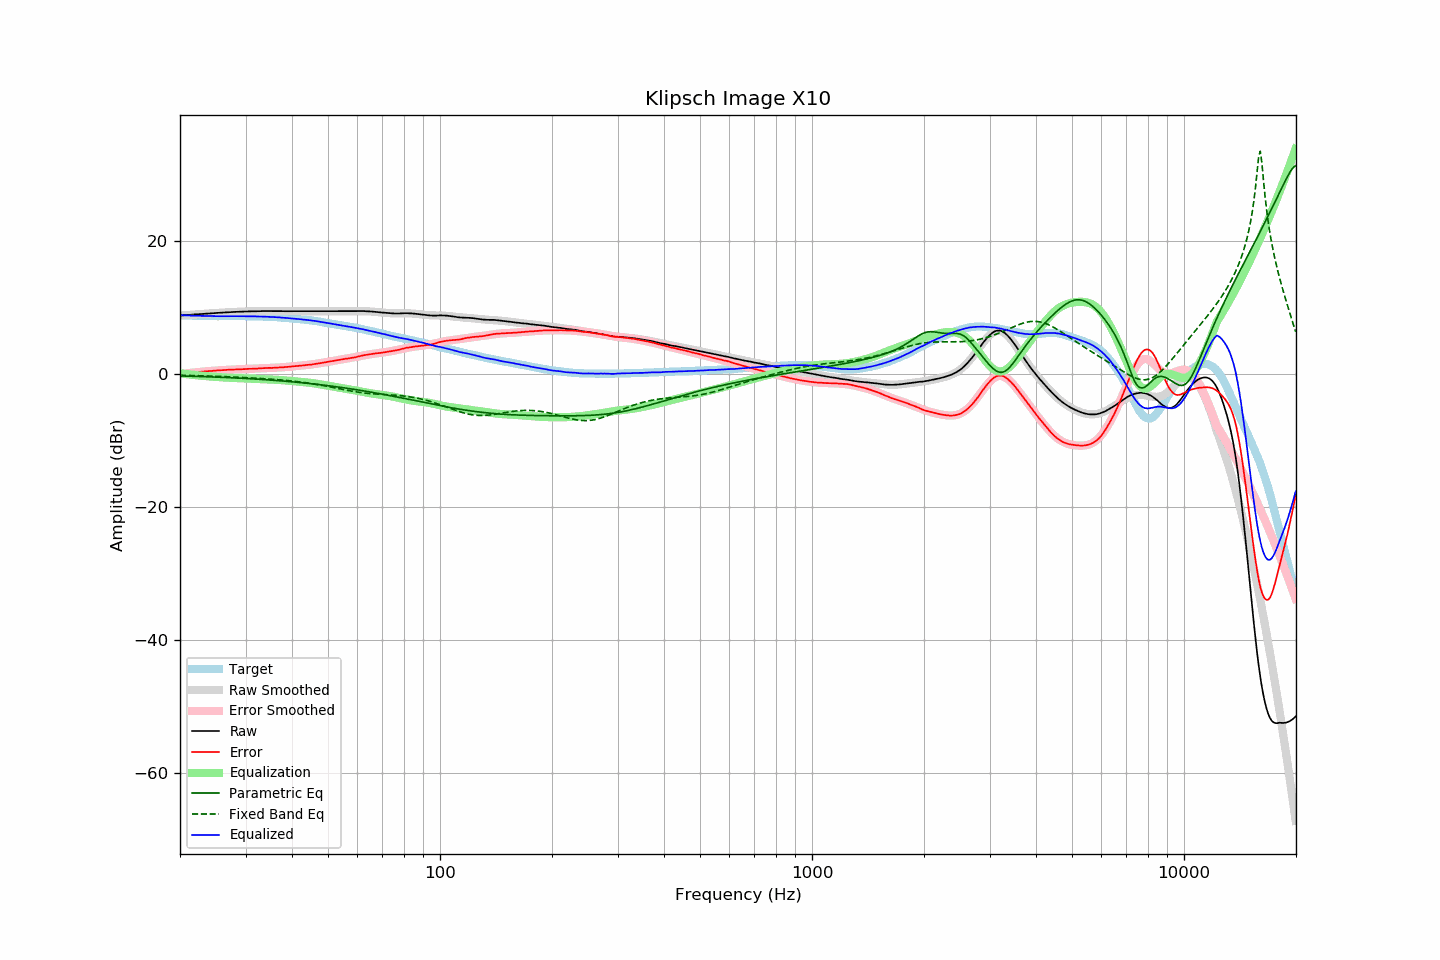 Klipsch Image X10
20
0
−20
−40
−60
Amplitude (dBr)
Target
Raw Smoothed
Error Smoothed
Raw
Error
Equalization
Parametric Eq
Fixed Band Eq
Equalized
100
1000
10000
Frequency (Hz)